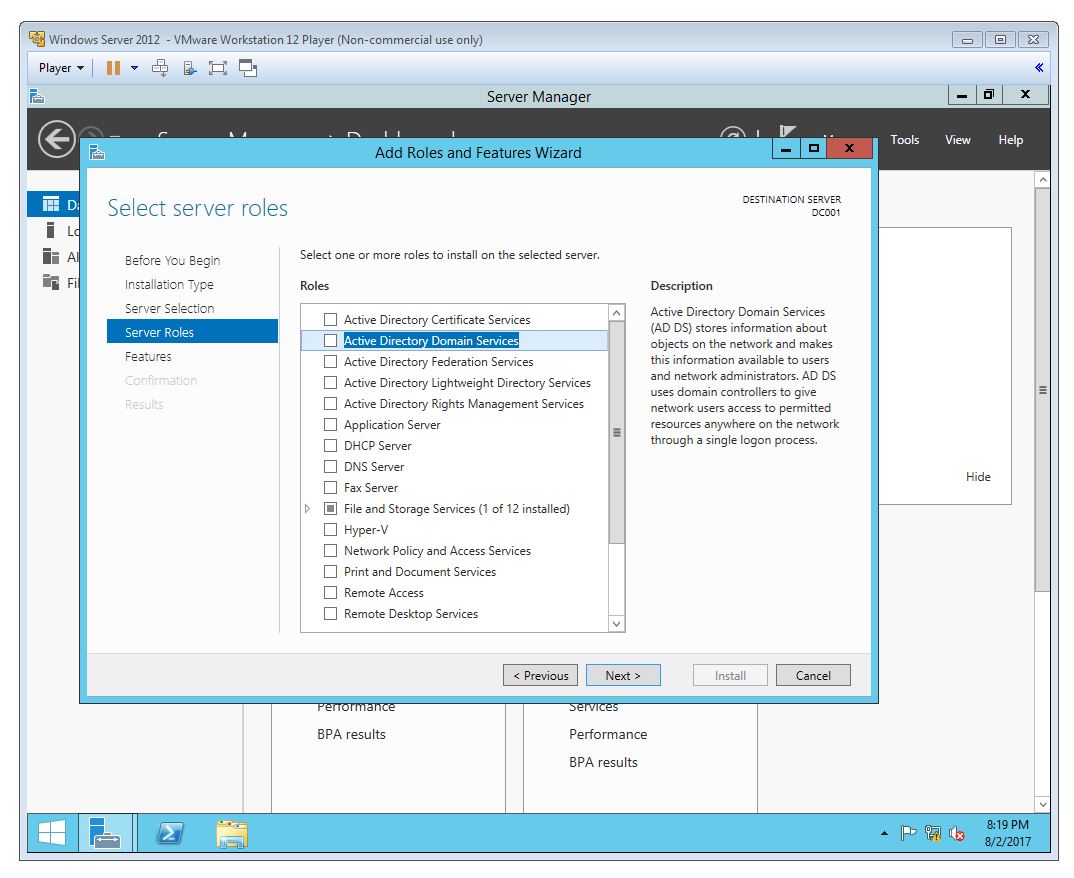 Windows Server 2012 - VMware Workstation 12 Player (Non-commercial use only)
Player
Server Manager
Tools View Help
Add Roles and Features Wizard
Select server roles
DESTINATION SERVER
DC001
Before You Begin
Installation Type
Server Selection
Server Roles
Features
Confirmation
Results
Select one or more roles to install on the selected server.
Roles
Active Directory Certificate Services
Active Directory Domain Services
Active Directory Federation Services
Active Directory Lightweight Directory Services
Active Directory Rights Management Services
Application Server
DHCP Server
DNS Server
Fax Server
File and Storage Services (1 of 12 installed)
Hyper-V
Network Policy and Access Services
Print and Document Services
Remote Access
Remote Desktop Services
Description
Active Directory Domain Services
(AD DS) stores information about
objects on the network and makes
this information available to users
and network administrators. AD DS
uses domain controllers to give
network users access to permitted
resources anywhere on the network
through a single logon process.
Hide
< Previous
Next >
Install
Cancel
Performance
BPA results
Services
Performance
BPA results
8:19 PM
8/2/2017